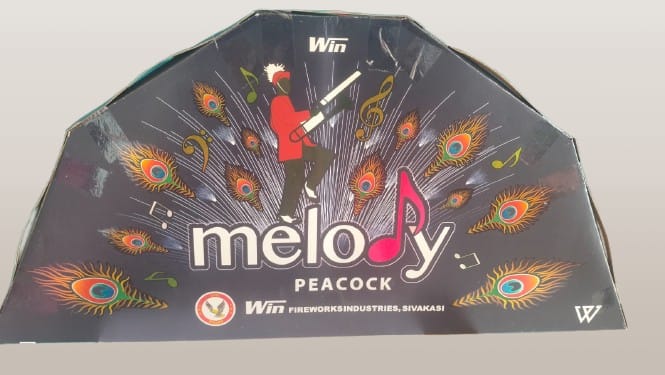 Win
melody
PEACOCK
Win FIREWORKSINDUSTRIES, SIVAKASI
W